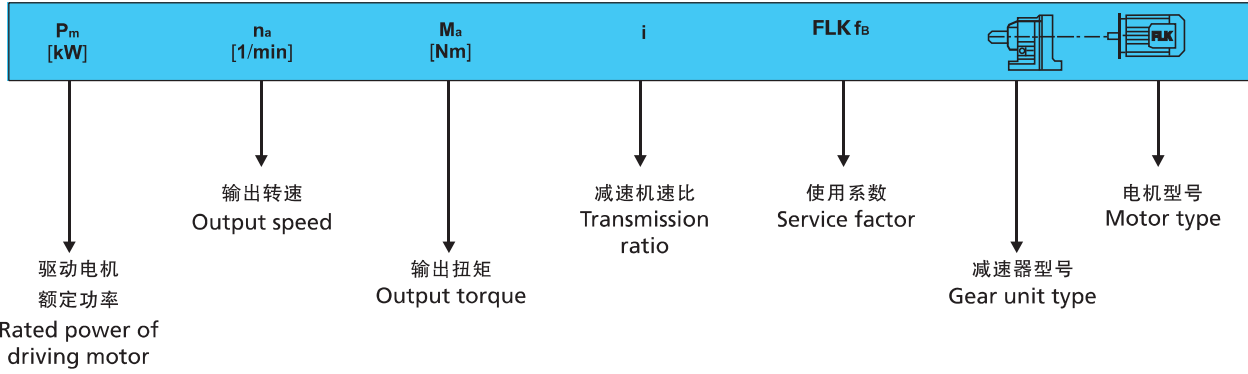 Pm
[kW]
na
[1/min]
Ma
[Nm]
i
FLK fB
FLK
驱动电机
额定功率
Rated power of
driving motor
输出转速
Output speed
输出扭矩
Output torque
减速机速比
Transmission
ratio
使用系数
Service factor
减速器型号
Gear unit type
电机型号
Motor type